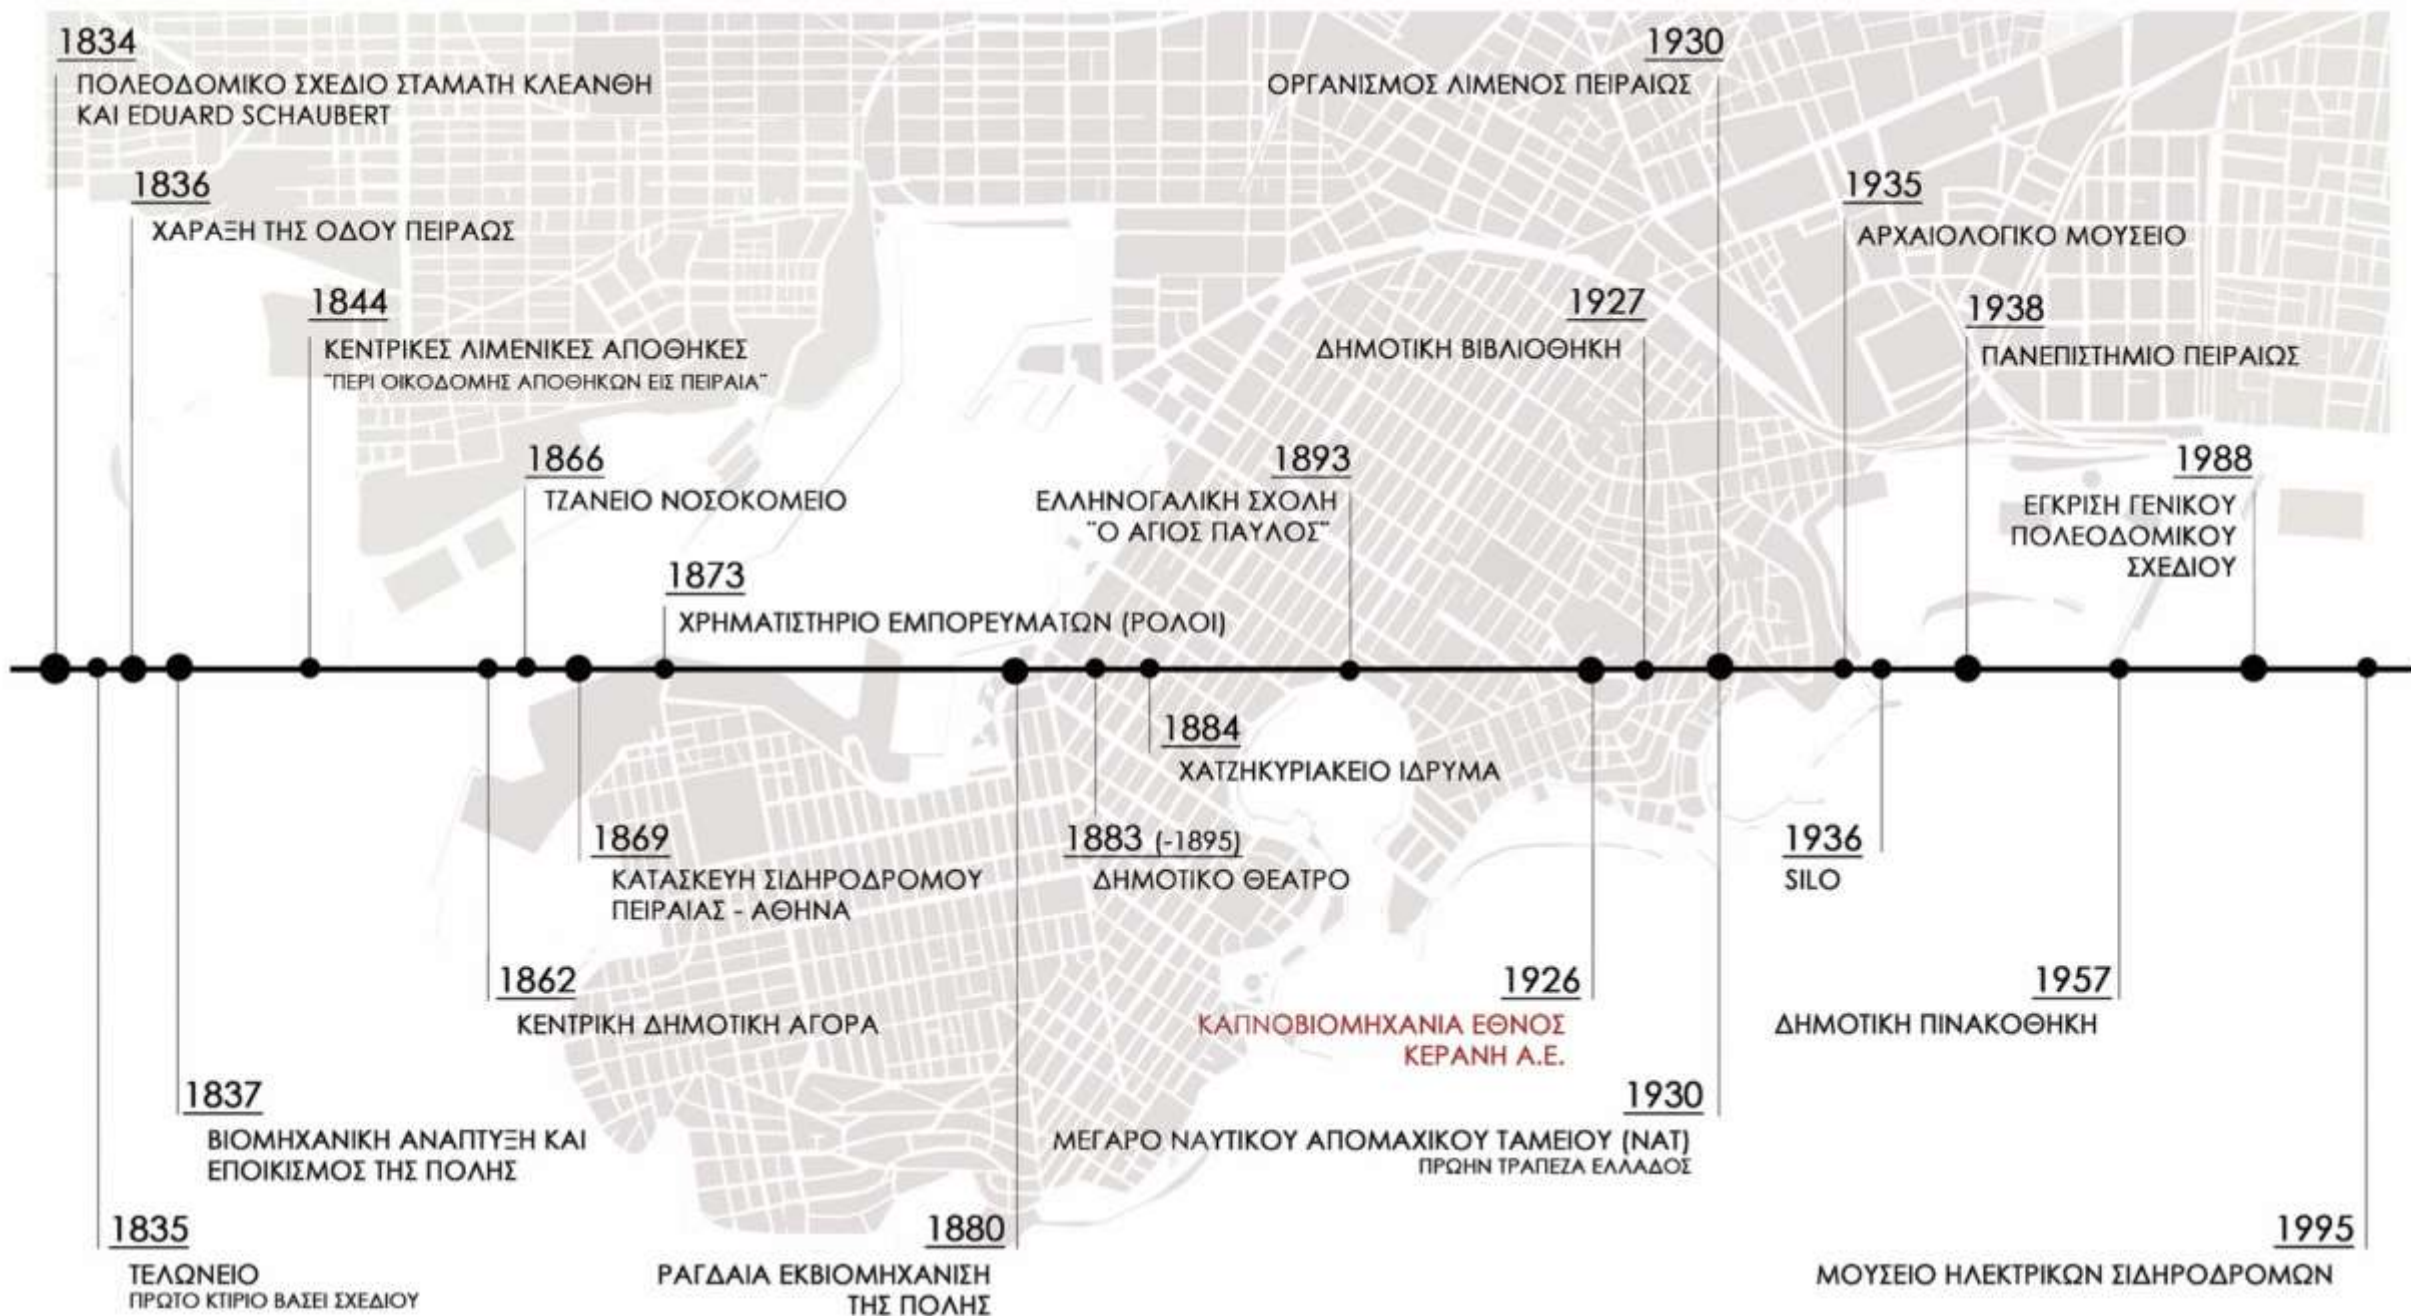 1834
ΠΟΛΕΟΔΟΜΙΚΟ ΣΧΕΔΙΟ ΣΤΑΜΑΤΗ ΚΛΕΑΝΘΗ
ΚΑΙ EDUARD SCHAUBERT
1836
ΧΑΡΑΞΗ ΤΗΣ ΟΔΟΥ ΠΕΙΡΑΩΣ
1844
ΚΕΝΤΡΙΚΕΣ ΛΙΜΕΝΙΚΕΣ ΑΠΟΘΗΚΕΣ
"ΠΕΡΙ ΟΙΚΟΔΟΜΗΣ ΑΠΟΘΗΚΩΝ ΕΙΣ ΠΕΙΡΑΙΑ"
1866
ΤΖΑΝΕΙΟ ΝΟΣΟΚΟΜΕΙΟ
1873
ΧΡΗΜΑΤΙΣΤΗΡΙΟ ΕΜΠΟΡΕΥΜΑΤΩΝ (ΡΟΛΟΙ)
1893
ΕΛΛΗΝΟΓΑΛΙΚΗ ΣΧΟΛΗ
"Ο ΑΓΙΟΣ ΠΑΥΛΟΣ"
1927
ΔΗΜΟΤΙΚΗ ΒΙΒΛΙΟΘΗΚΗ
1930
ΟΡΓΑΝΙΣΜΟΣ ΛΙΜΕΝΟΣ ΠΕΙΡΑΙΩΣ
1935
ΑΡΧΑΙΟΛΟΓΙΚΟ ΜΟΥΣΕΙΟ
1938
ΠΑΝΕΠΙΣΤΗΜΙΟ ΠΕΙΡΑΙΩΣ
1988
ΕΓΚΡΙΣΗ ΓΕΝΙΚΟΥ
ΠΟΛΕΟΔΟΜΙΚΟΥ
ΣΧΕΔΙΟΥ
1835
ΤΕΛΩΝΕΙΟ
ΠΡΩΤΟ ΚΤΙΡΙΟ ΒΑΣΕΙ ΣΧΕΔΙΟΥ
1837
ΒΙΟΜΗΧΑΝΙΚΗ ΑΝΑΠΤΥΞΗ ΚΑΙ
ΕΠΟΙΚΙΣΜΟΣ ΤΗΣ ΠΟΛΗΣ
1862
ΚΕΝΤΡΙΚΗ ΔΗΜΟΤΙΚΗ ΑΓΟΡΑ
1869
ΚΑΤΑΣΚΕΥΗ ΣΙΔΗΡΟΔΡΟΜΟΥ
ΠΕΙΡΑΙΑΣ - ΑΘΗΝΑ
1880
ΡΑΓΔΑΙΑ ΕΚΒΙΟΜΗΧΑΝΙΣΗ
ΤΗΣ ΠΟΛΗΣ
1883 (-1895)
ΔΗΜΟΤΙΚΟ ΘΕΑΤΡΟ
1884
ΧΑΤΖΗΚΥΡΙΑΚΕΙΟ ΙΔΡΥΜΑ
1926
ΚΑΠΝΟΒΙΟΜΗΧΑΝΙΑ ΕΘΝΟΣ
ΚΕΡΑΝΗ Α.Ε.
1930
ΜΕΓΑΡΟ ΝΑΥΤΙΚΟΥ ΑΠΟΜΑΧΙΚΟΥ ΤΑΜΕΙΟΥ (ΝΑΤ)
ΠΡΩΗΝ ΤΡΑΠΕΖΑ ΕΛΛΑΔΟΣ
1936
SILO
1957
ΔΗΜΟΤΙΚΗ ΠΙΝΑΚΟΘΗΚΗ
1995
ΜΟΥΣΕΙΟ ΗΛΕΚΤΡΙΚΩΝ ΣΙΔΗΡΟΔΡΟΜΩΝ